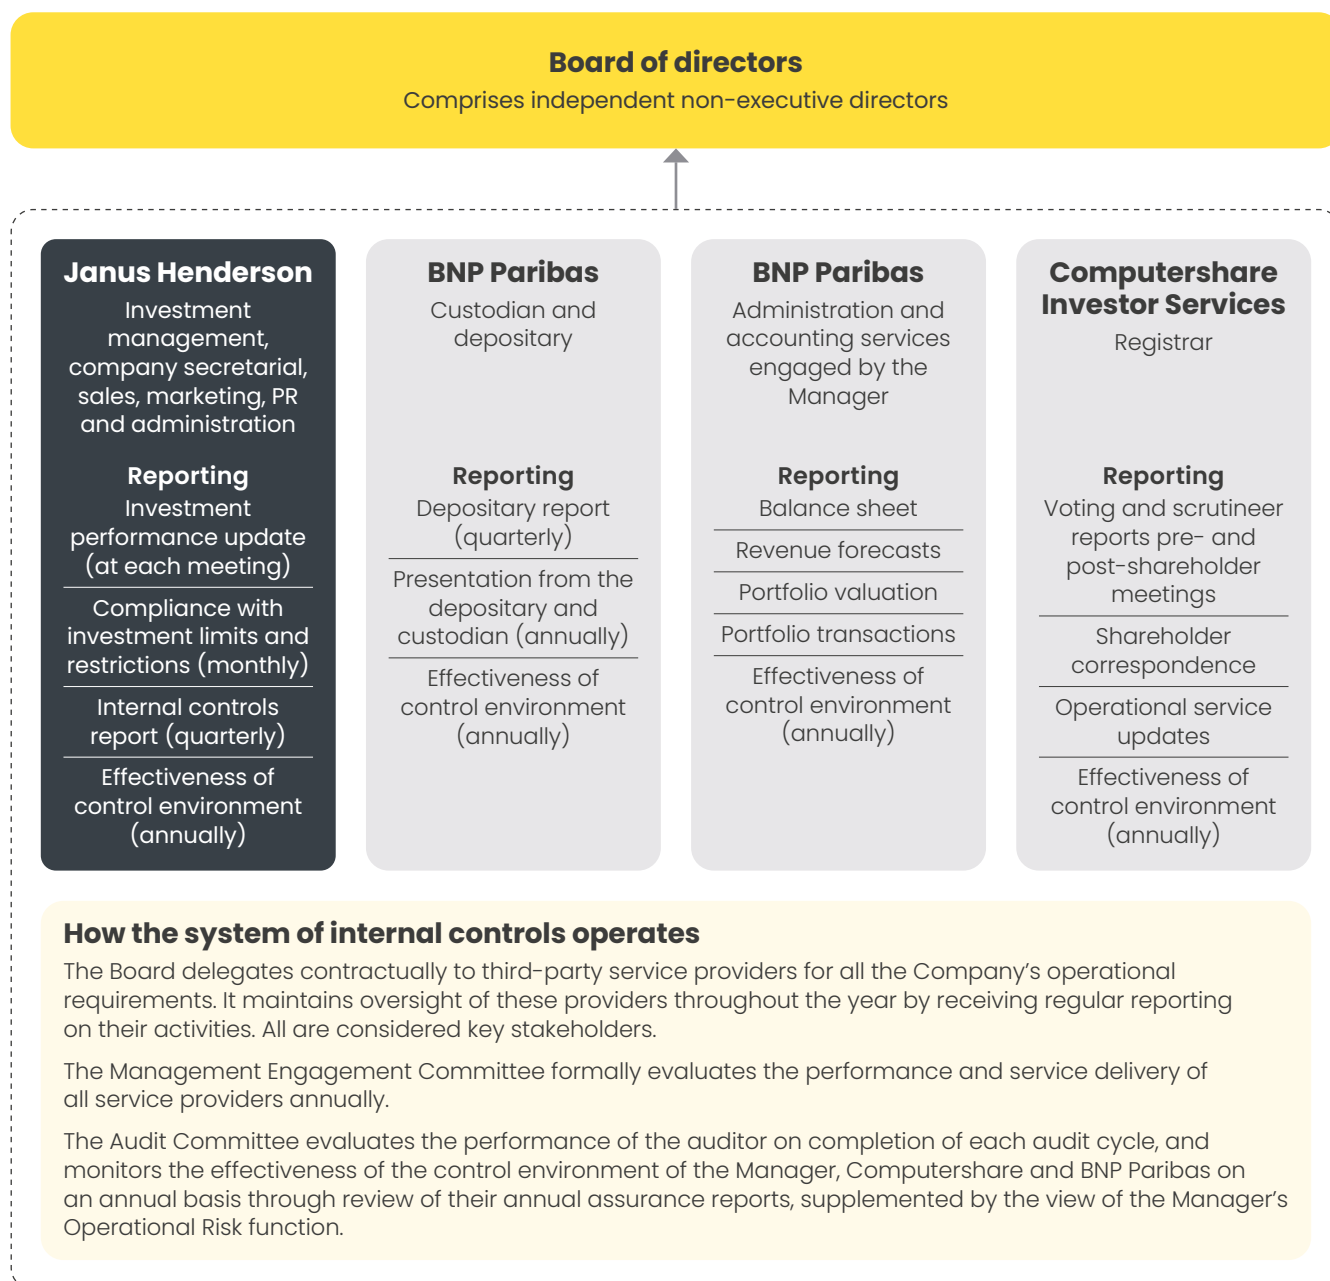 Board of directors
Comprises independent non-executive directors
Janus Henderson
Investment
management,
company secretarial,
sales, marketing, PR
and administration
Reporting
Investment
performance update
(at each meeting)
Compliance with
investment limits and
restrictions (monthly)
Internal controls
report (quarterly)
Effectiveness of
control environment
(annually)
BNP Paribas
Custodian and
depositary
Reporting
Depositary report
(quarterly)
Presentation from the
depositary and
custodian (annually)
Effectiveness of
control environment
(annually)
BNP Paribas
Administration and
accounting services
engaged by the
Manager
Reporting
Balance sheet
Revenue forecasts
Portfolio valuation
Portfolio transactions
Effectiveness of
control environment
(annually)
Computershare
Investor Services
Registrar
Reporting
Voting and scrutineer
reports pre- and
post-shareholder
meetings
Shareholder
correspondence
Operational service
updates
Effectiveness of
control environment
(annually)
How the system of internal controls operates
The Board delegates contractually to third-party service providers for all the Company’s operational
requirements. It maintains oversight of these providers throughout the year by receiving regular reporting
on their activities. All are considered key stakeholders.
The Management Engagement Committee formally evaluates the performance and service delivery of
all service providers annually.
The Audit Committee evaluates the performance of the auditor on completion of each audit cycle, and
monitors the effectiveness of the control environment of the Manager, Computershare and BNP Paribas on
an annual basis through review of their annual assurance reports, supplemented by the view of the Manager’s
Operational Risk function.